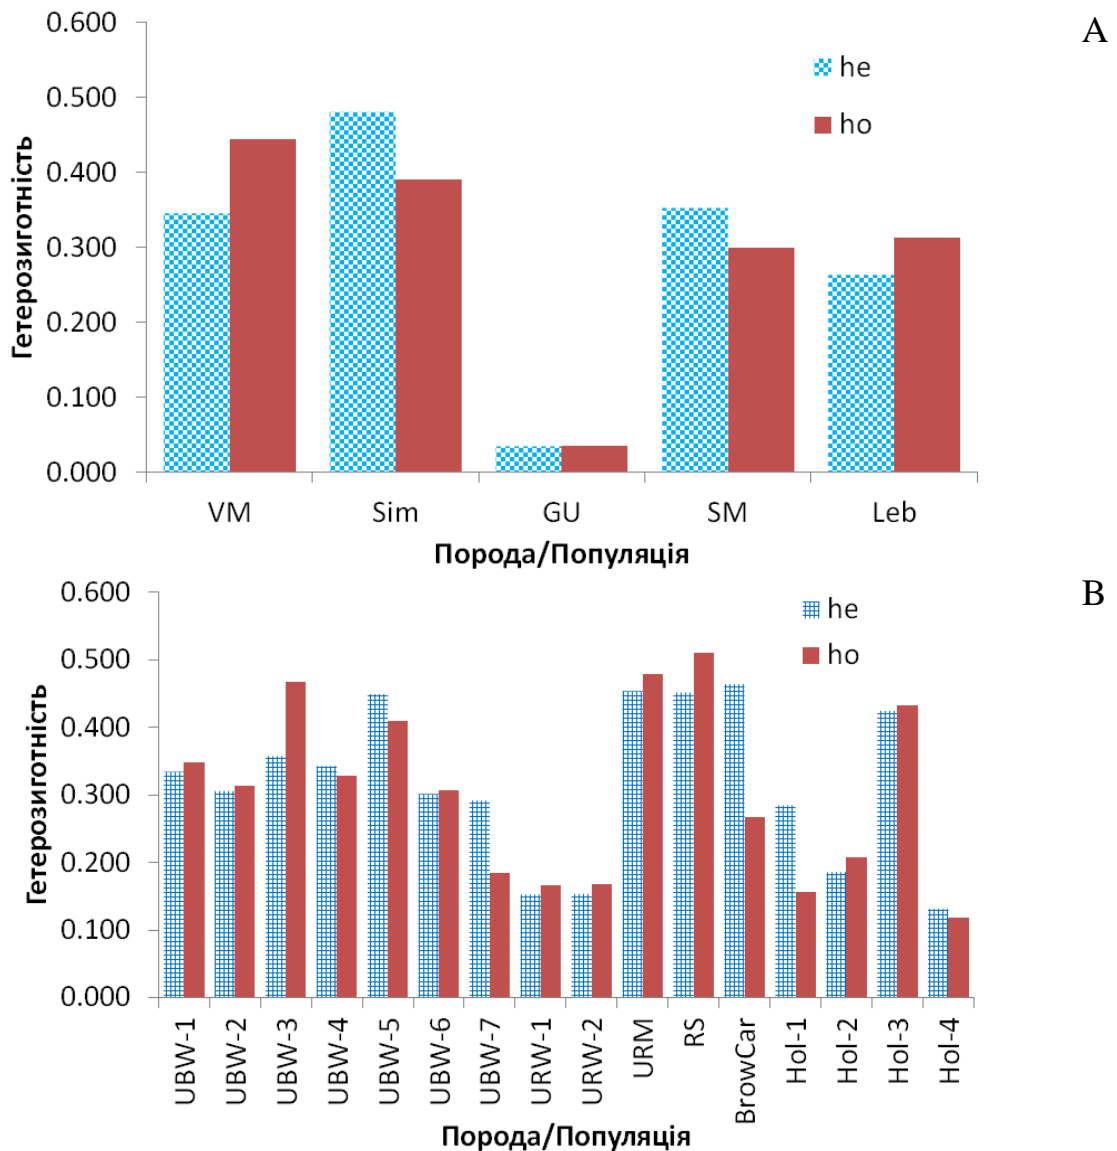 A
0.600
0.500
0.400
0.300
0.200
0.100
0.000
Гетерозиготність
he
ho
VM Sim GU SM Leb
Порода/Популяція
B
0.600
0.500
0.400
0.300
0.200
0.100
0.000
Гетерозиготність
he
ho
UBW-1 UBW-2 UBW-3 UBW-4 UBW-5 UBW-6 UBW-7 URW-1 URW-2 URM RS BrowCar Hol-1 Hol-2 Hol-3 Hol-4
Порода/Популяція